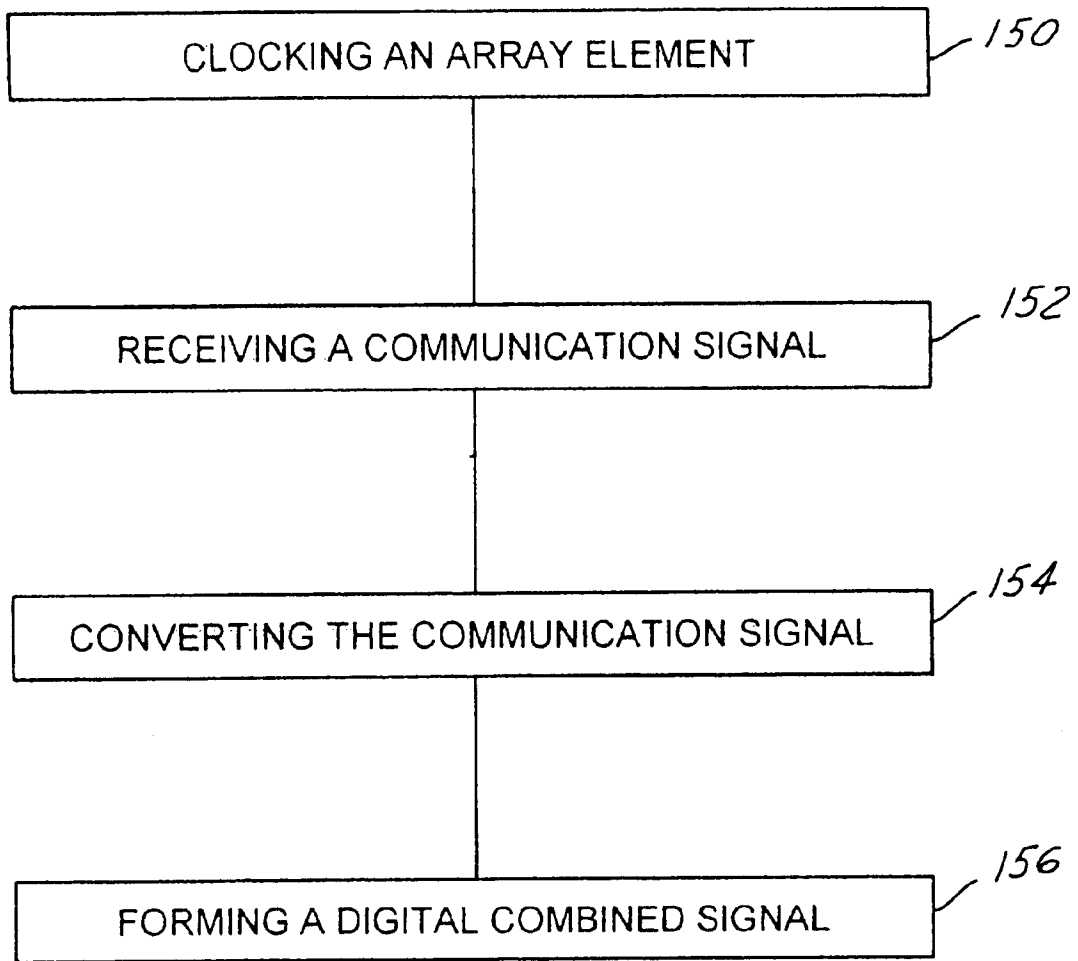 CLOCKING AN ARRAY ELEMENT
150
RECEIVING A COMMUNICATION SIGNAL
152
CONVERTING THE COMMUNICATION SIGNAL
154
FORMING A DIGITAL COMBINED SIGNAL
156